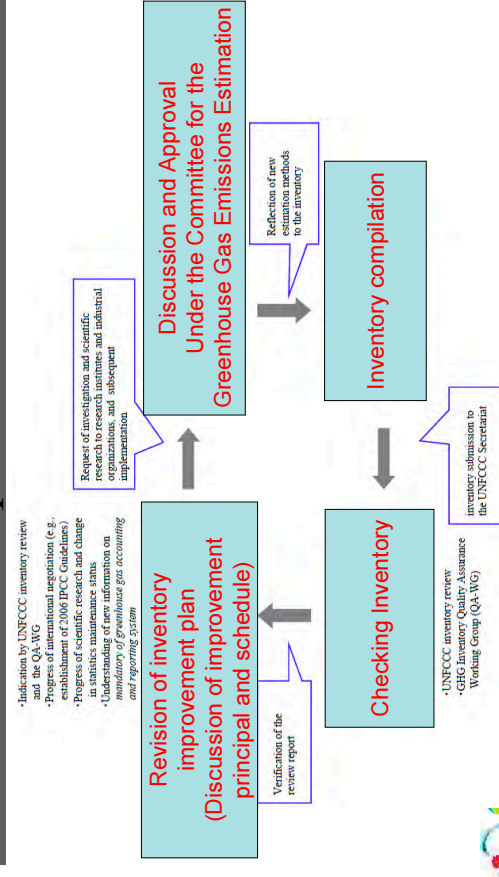 ・Indication by UNFCCC inventory review
and the QA-WG
・Progress of international negotiation (e.g.,
establishment of 2006 IPCC Guidelines)
・Progress of scientific research and change
in statistics maintenance status
・Understanding of new information on
mandatory of greenhouse gas accounting
and reporting system
Revision of inventory
improvement plan
(Discussion of improvement
principal and schedule)
Request of investigation and scientific
research to research institutes and industrial
organizations, and subsequent
implementation
Discussion and Approval
Under the Committee for the
Greenhouse Gas Emissions Estimation
Reflection of new
estimation methods
to the inventory
Inventory compilation
inventory submission to
the UNFCCC Secretariat
Checking Inventory
・UNFCCC inventory review
・GHG Inventory Quality Assurance
Working Group (QA-WG)
Verification of the
review report